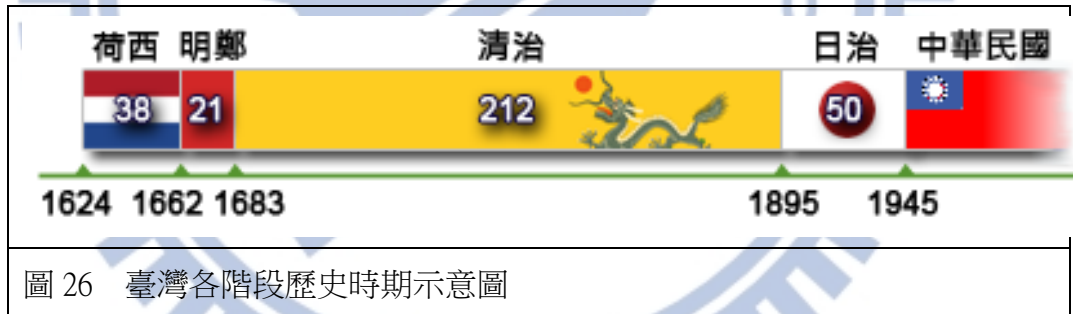 荷西 明鄭 清治 日治 中華民國
38 21 212 50
1624 1662 1683 1895 1945
圖 26 臺灣各階段歷史時期示意圖